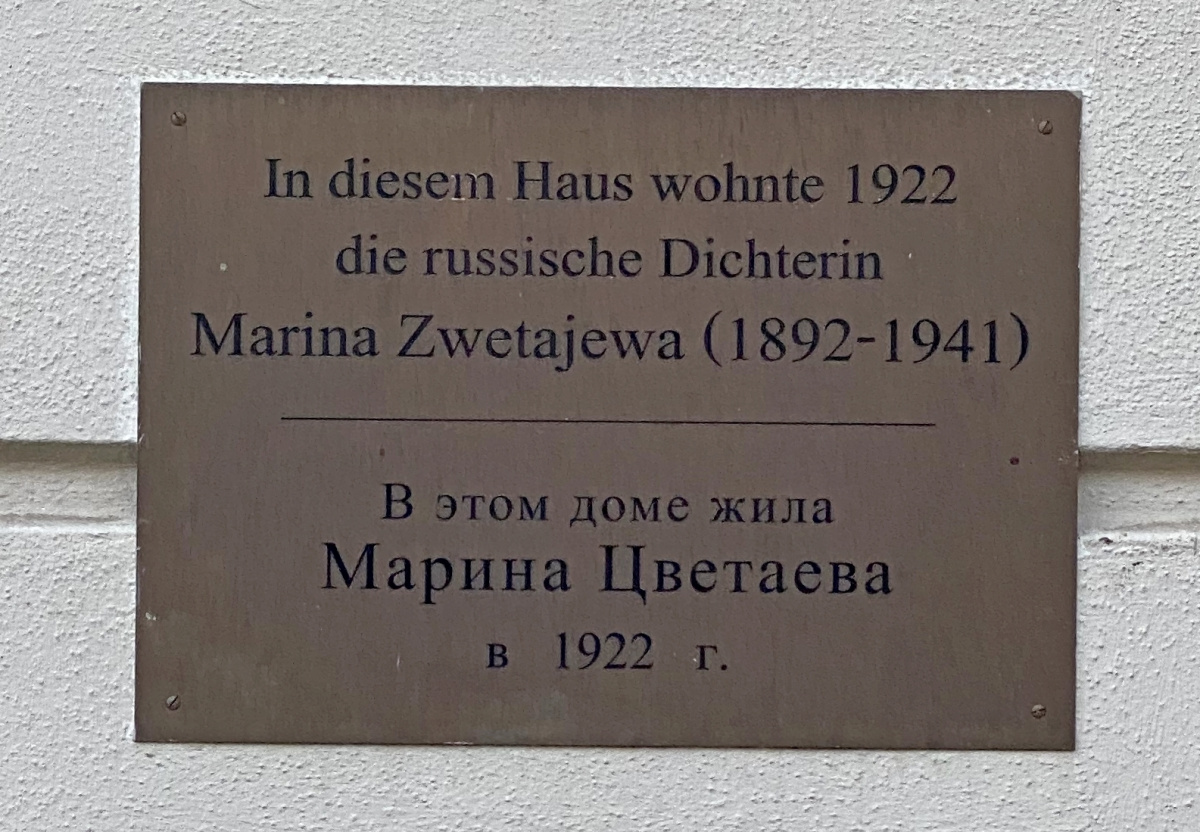 In diesem Haus wohnte 1922
die russische Dichterin
Marina Zwetajewa (1892-1941)
В этом доме жила
Марина Цветаева
в 1922 г.